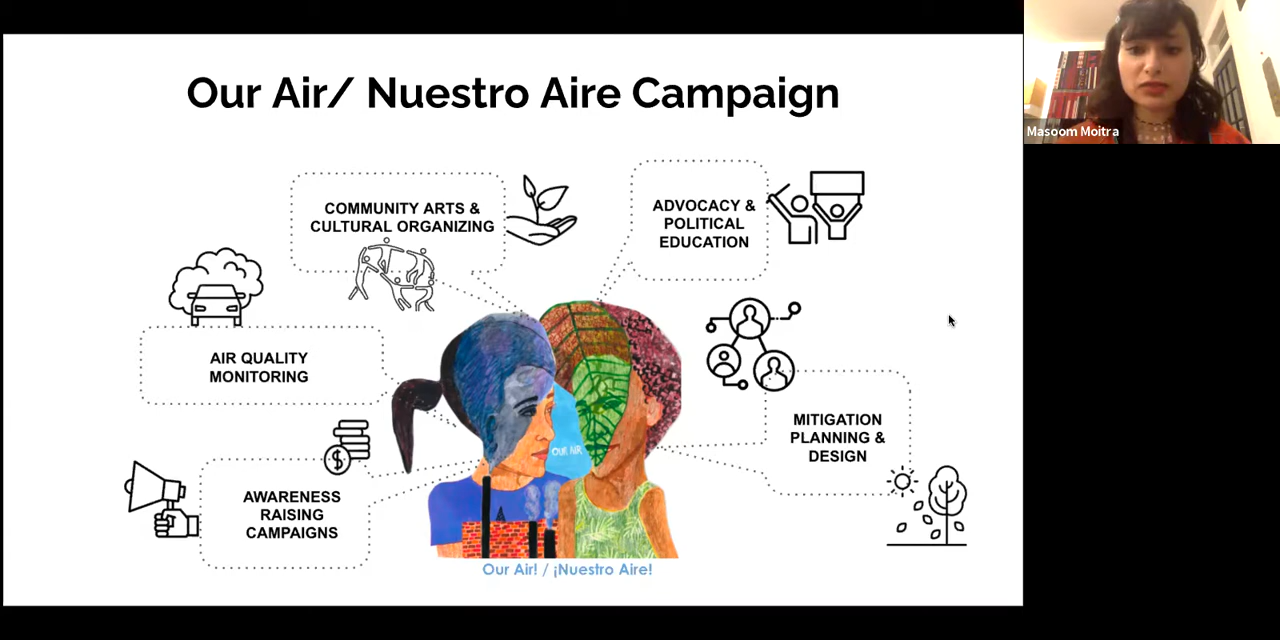 Our Air/ Nuestro Aire Campaign
Masoom Moitra
COMMUNITY ARTS &
CULTURAL ORGANIZING
ADVOCACY &
POLITICAL
EDUCATION
AIR QUALITY
MONITORING
MITIGATION
PLANNING &
DESIGN
OUR AIR
$
AWARENESS
RAISING
CAMPAIGNS
Our Air! / ¡Nuestro Aire!